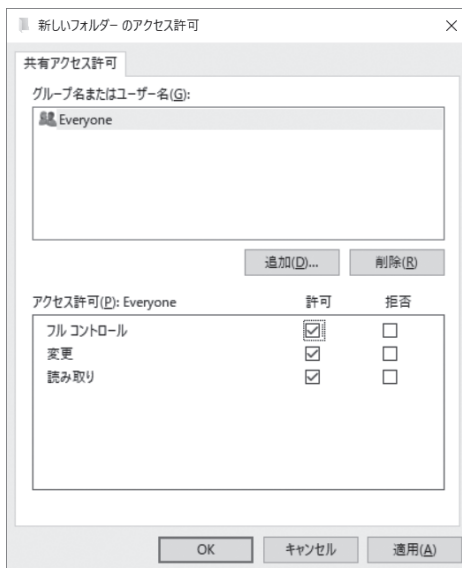 新しいフォルダー のアクセス許可
共有アクセス許可
グループ名またはユーザー名(G):
Everyone
追加(D)...
削除(R)
アクセス許可(P): Everyone 許可 拒否
フル コントロール
変更
読み取り
OK キャンセル 適用(A)